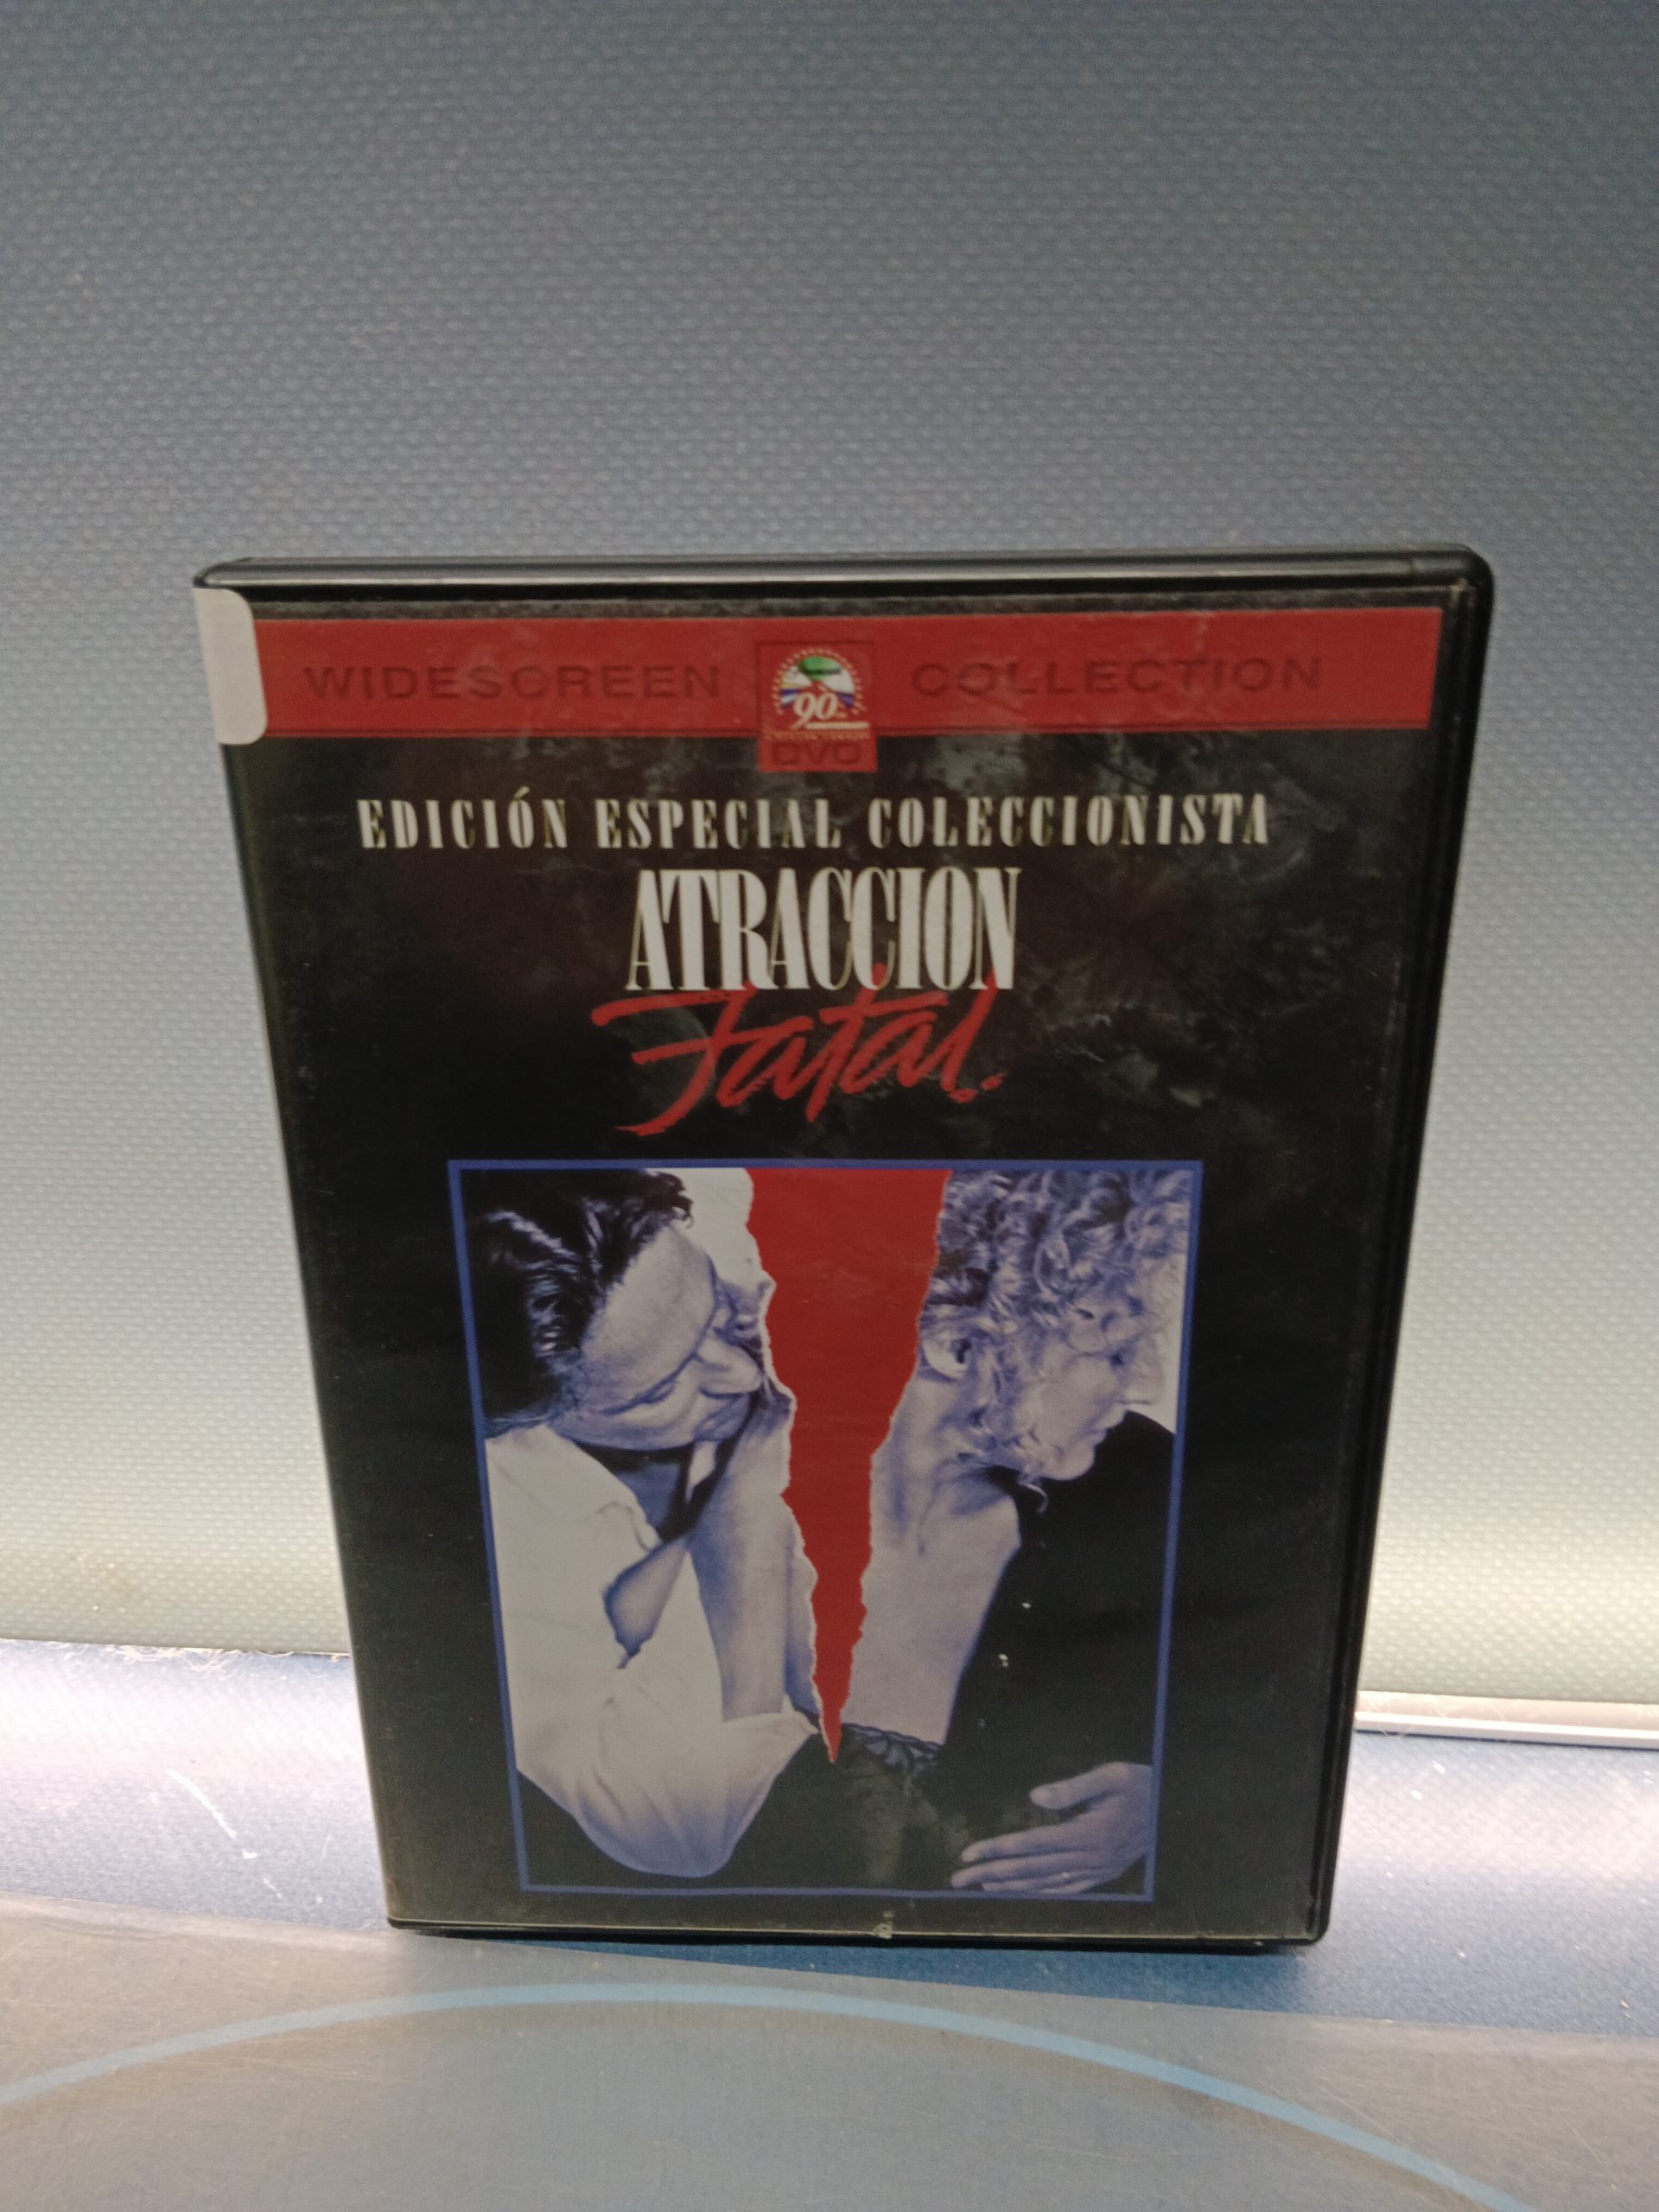 WIDESCREEN COLLECTION
90th
DVD
EDICIÓN ESPECIAL COLECCIONISTA
ATRACCION
Fatal.